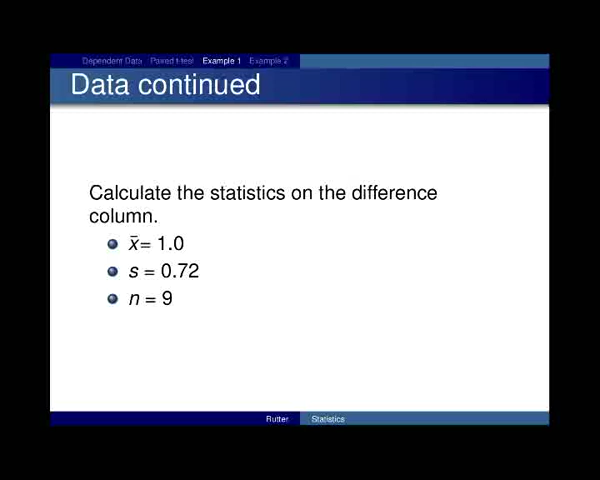 Dependent Data Paired t-test Example 1 Example 2
Data continued
Calculate the statistics on the difference
column.
x̄= 1.0
s = 0.72
n = 9
Rutter Statistics